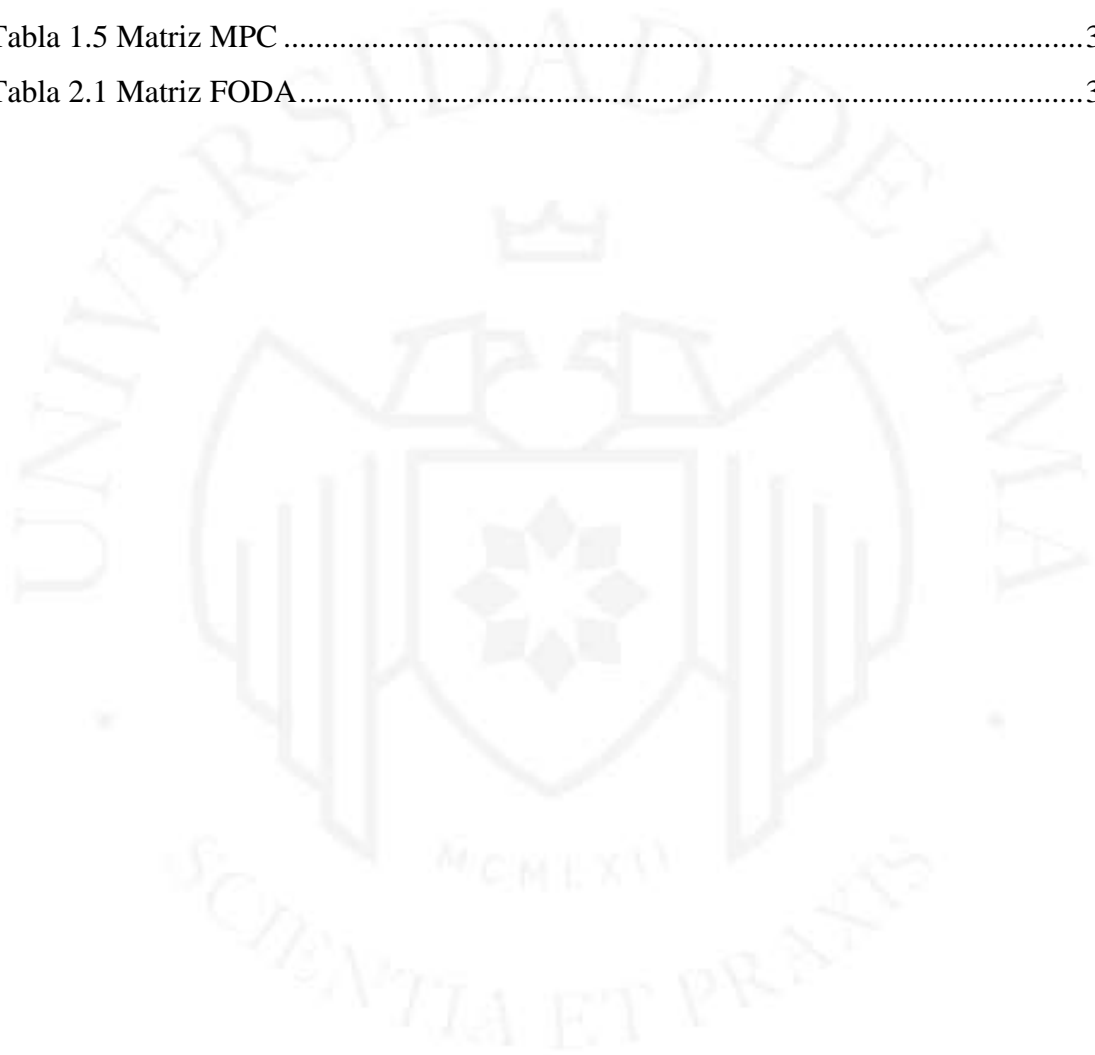 Tabla 1.5 Matriz MPC ..................................................................................................... 3
Tabla 2.1 Matriz FODA ................................................................................................... 3
UNIVERSIDAD DE LIMA
MCMLXII
SCIENTIA ET PRAXIS